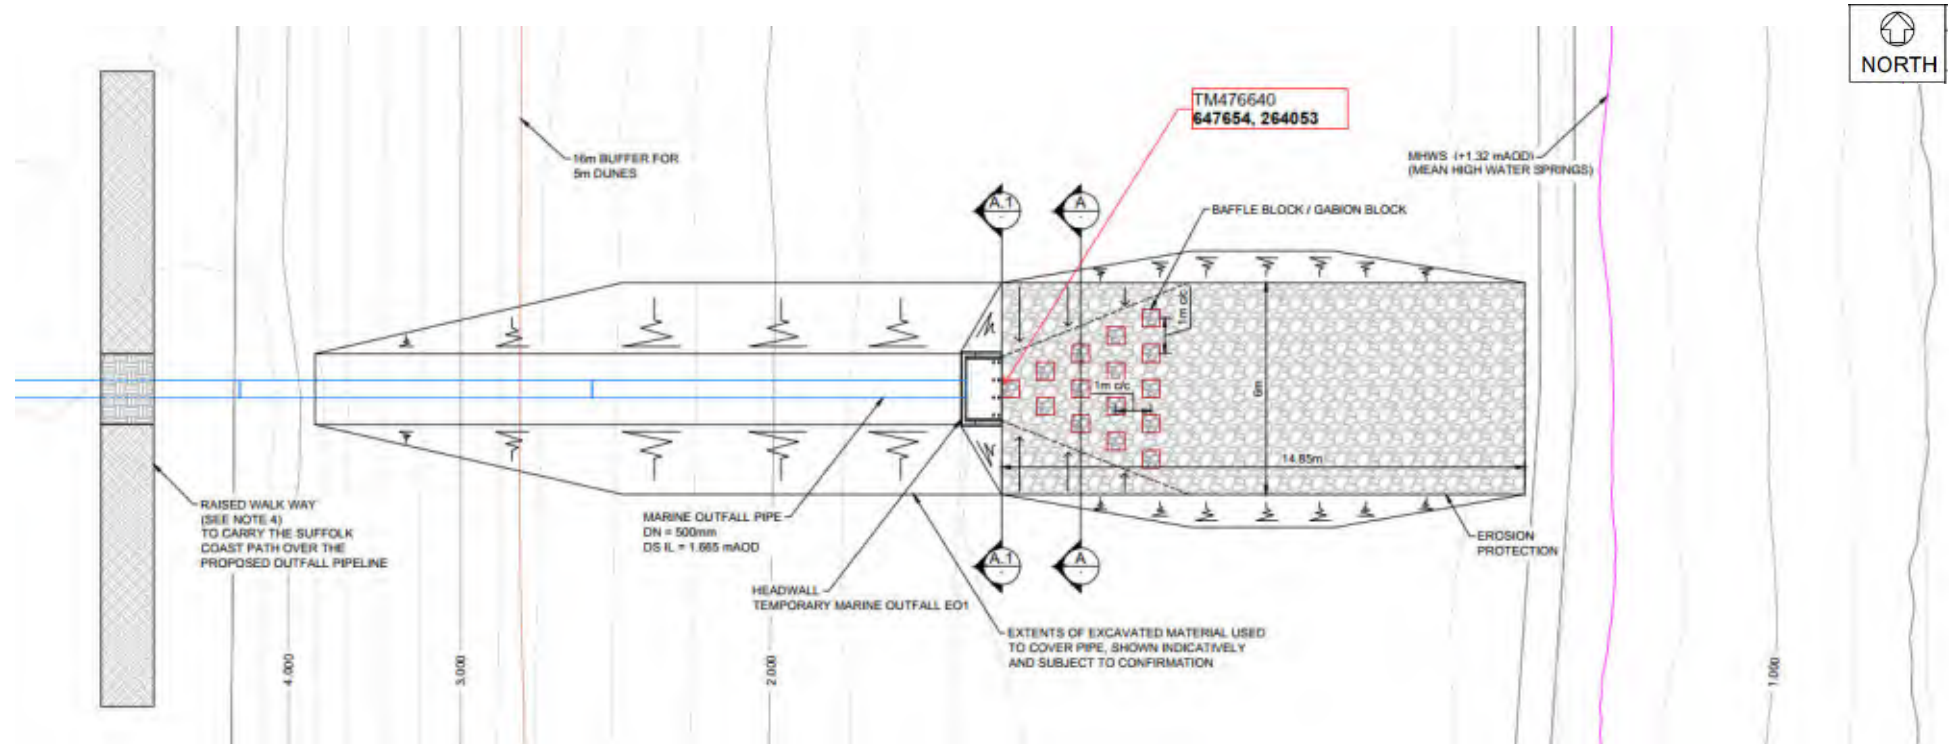 NORTH
TM476640
647654, 264053
16m BUFFER FOR
5m DUNES
MHWS (+1.32 mAOD)
(MEAN HIGH WATER SPRINGS)
A.1
A
BAFFLE BLOCK / GABION BLOCK
1m c/c
1m c/c
6m
14.85m
RAISED WALK WAY
(SEE NOTE 4)
TO CARRY THE SUFFOLK
COAST PATH OVER THE
PROPOSED OUTFALL PIPELINE
MARINE OUTFALL PIPE
DN = 500mm
DS IL = 1.665 mAOD
EROSION
PROTECTION
A.1
A
HEADWALL
TEMPORARY MARINE OUTFALL EO1
EXTENTS OF EXCAVATED MATERIAL USED
TO COVER PIPE, SHOWN INDICATIVELY
AND SUBJECT TO CONFIRMATION
4.000
3.000
2.000
1.000